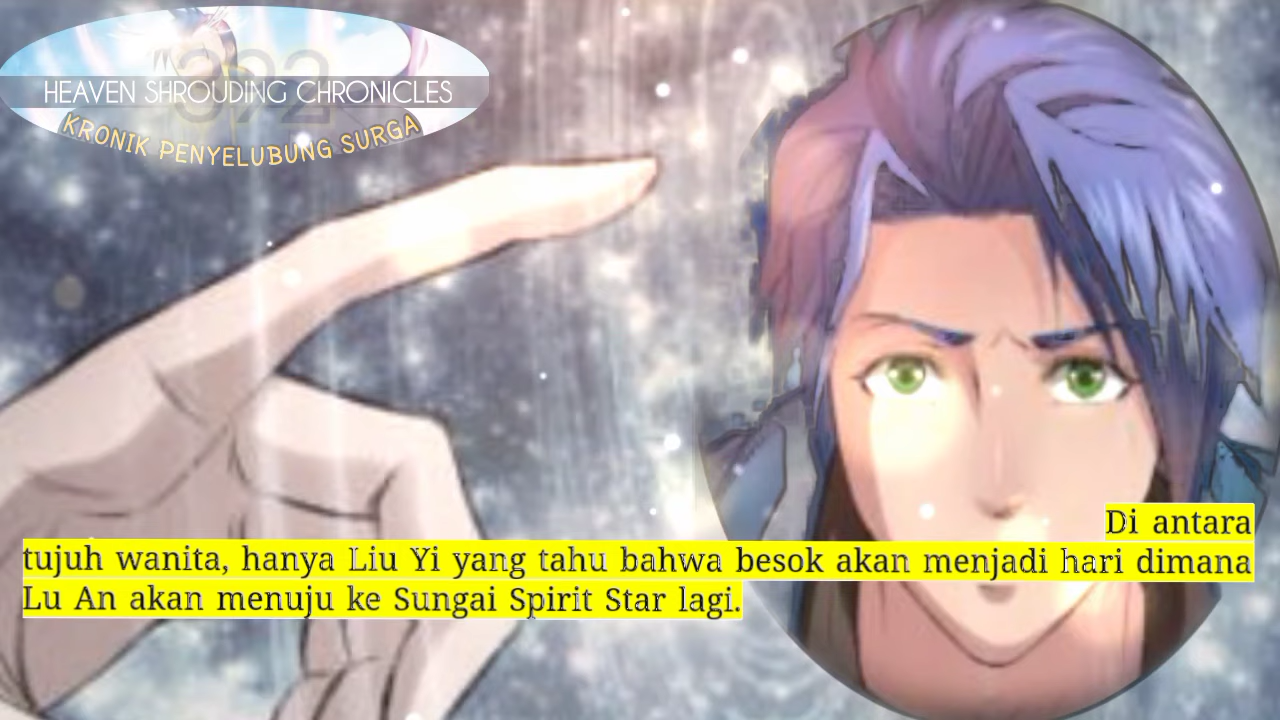 "392
HEAVEN SHROUDING CHRONICLES
KRONIK PENYELUBUNG SURGA
Di antara
tujuh wanita, hanya Liu Yi yang tahu bahwa besok akan menjadi hari dimana
Lu An akan menuju ke Sungai Spirit Star lagi.